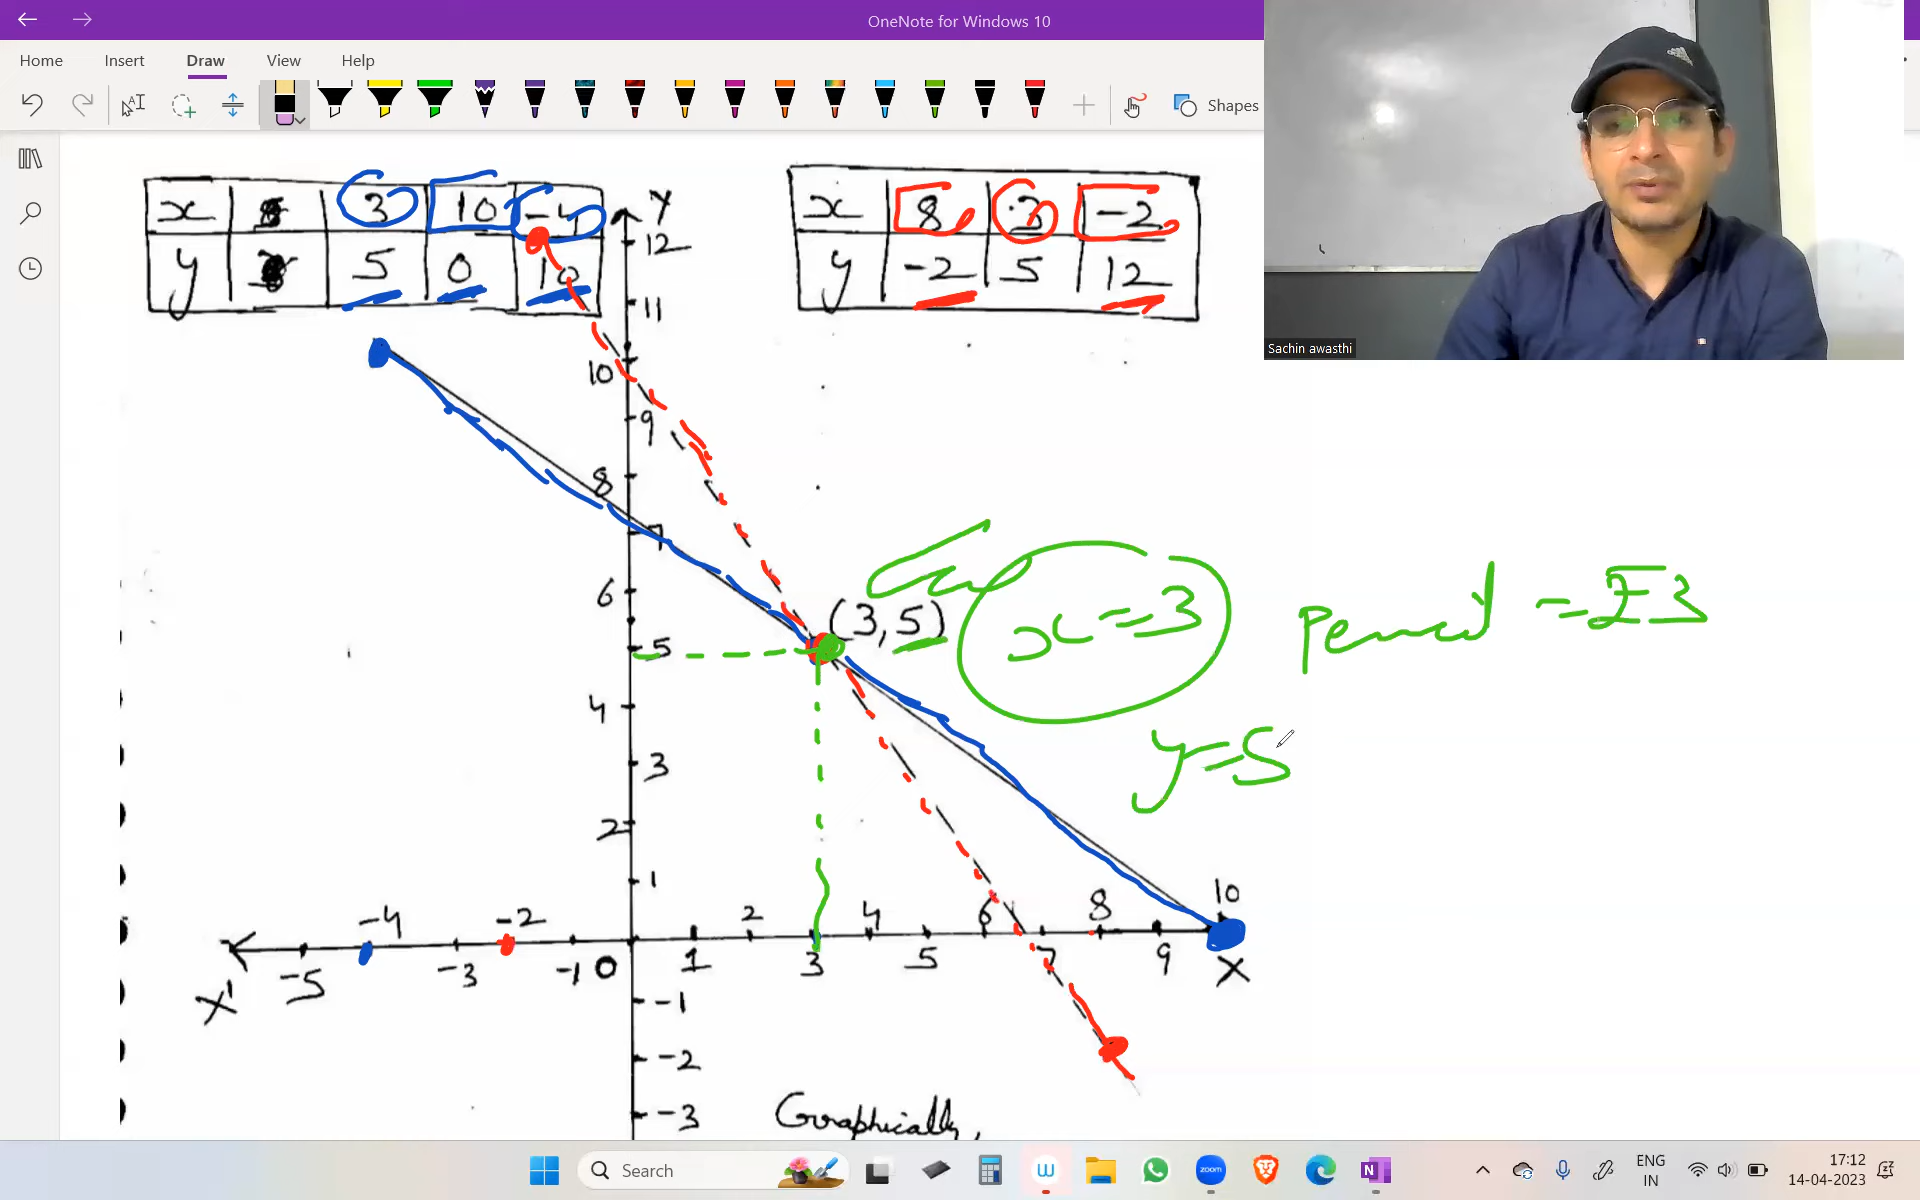 OneNote for Windows 10
Home Insert Draw View Help
Shapes
Sachin awasthi
x 3 10 -4
y 5 0 10
x 8 3 -2
y -2 5 12
Y
12
11
10
9
8
7
6
5
4
3
2
1
(3,5)
x=3
Pencil = ₹3
y=5
-4 -2 2 4 6 8 10
X' -5 -3 -1 0 1 3 5 7 9 X
-1
-2
-3
Graphically,
Search
zoom
ENG
IN
17:12
14-04-2023